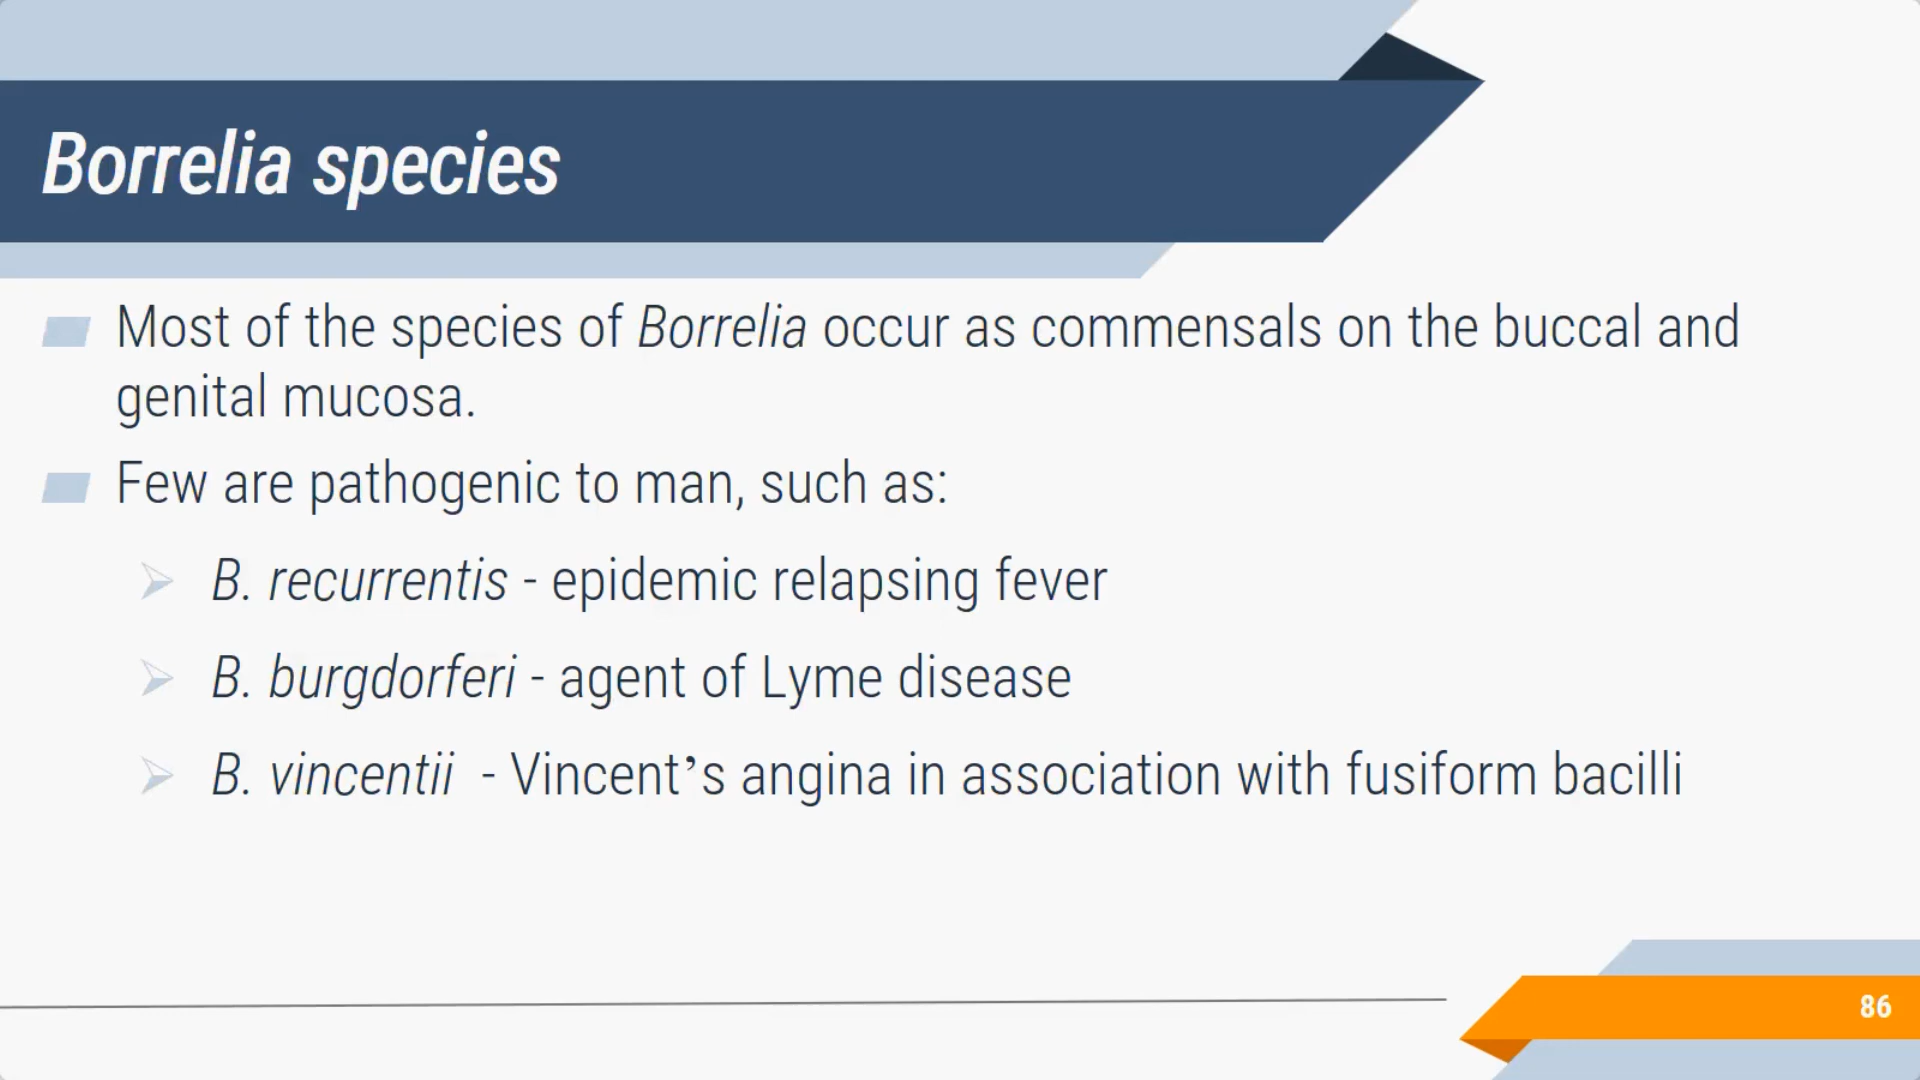 Borrelia species
Most of the species of Borrelia occur as commensals on the buccal and
genital mucosa.
Few are pathogenic to man, such as:
B. recurrentis - epidemic relapsing fever
B. burgdorferi - agent of Lyme disease
B. vincentii - Vincent’s angina in association with fusiform bacilli
86